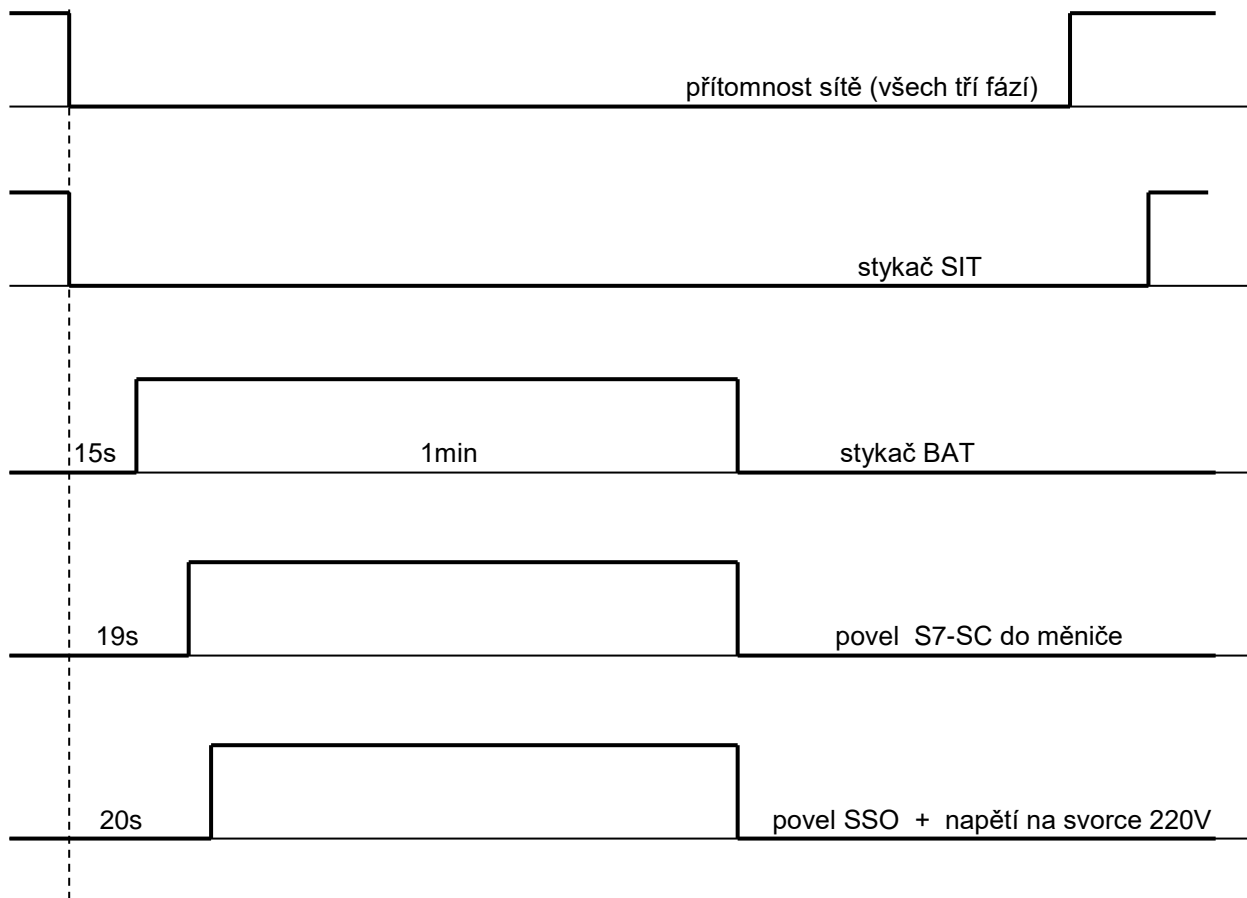 přítomnost sítě (všech tří fází)
stykač SIT
15s 1min stykač BAT
19s povel S7-SC do měniče
20s povel SSO + napětí na svorce 220V